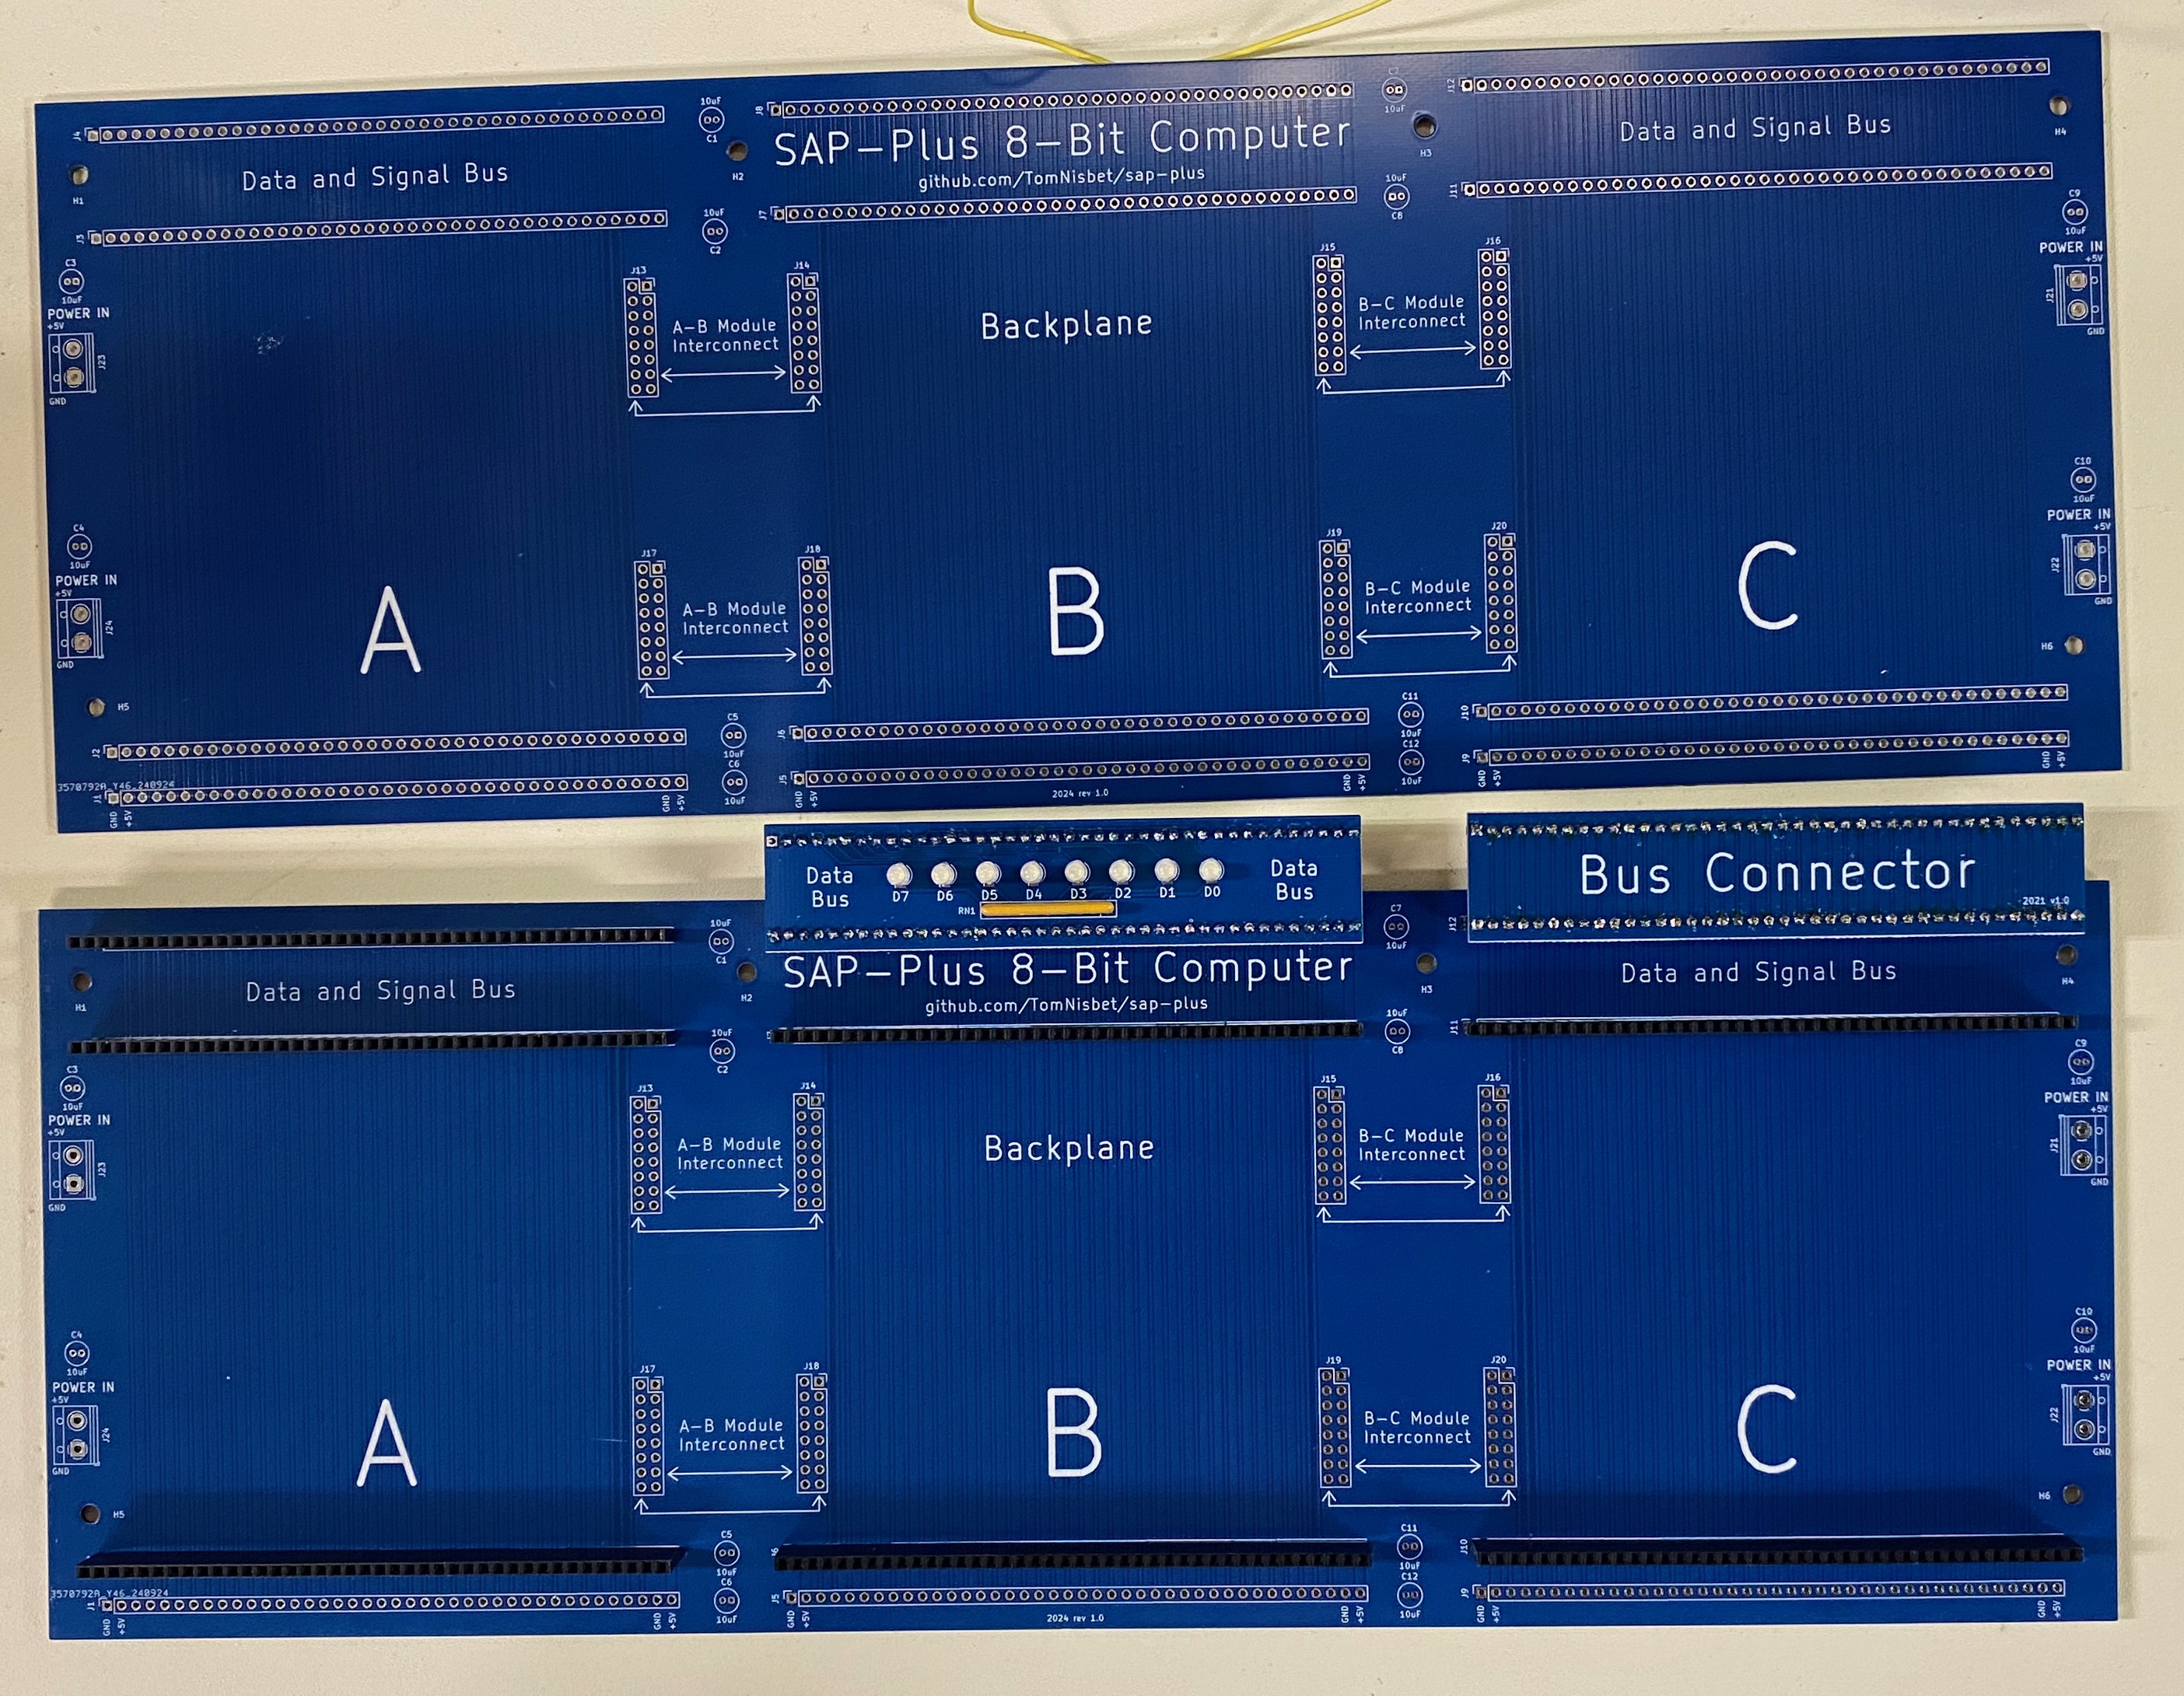 J4
10uF
C1
J8
C7
10uF
J12
SAP-Plus 8-Bit Computer
github.com/TomNisbet/sap-plus
Data and Signal Bus
Data and Signal Bus
H1
H2
H3
H4
J3
10uF
C2
J7
10uF
C8
J11
C9
10uF
C3
10uF
POWER IN
+5V
J23
GND
J13
J14
A-B Module
Interconnect
Backplane
J15
J16
B-C Module
Interconnect
POWER IN
+5V
J21
GND
C4
10uF
POWER IN
+5V
J24
GND
A
J17
J18
A-B Module
Interconnect
B
J19
J20
B-C Module
Interconnect
C
C10
10uF
POWER IN
+5V
J22
GND
H5
H6
J2
C5
10uF
J6
C11
10uF
J10
3570792A_Y46_240924
J1
GND
+5V
GND
+5V
C6
10uF
J5
GND
+5V
2024 rev 1.0
GND
+5V
C12
10uF
J9
GND
+5V
GND
+5V
Data
Bus
D7 D6 D5 D4 D3 D2 D1 D0
RN1
Data
Bus
Bus Connector
2021 v1.0
10uF
C1
C7
10uF
J12
Data and Signal Bus
SAP-Plus 8-Bit Computer
github.com/TomNisbet/sap-plus
Data and Signal Bus
H1
H2
H3
H4
10uF
C2
10uF
C8
J11
C9
10uF
C3
10uF
POWER IN
+5V
J23
GND
J13
J14
A-B Module
Interconnect
Backplane
J15
J16
B-C Module
Interconnect
POWER IN
+5V
J21
GND
C4
10uF
POWER IN
+5V
J24
GND
A
J17
J18
A-B Module
Interconnect
B
J19
J20
B-C Module
Interconnect
C
C10
10uF
POWER IN
+5V
J22
GND
H5
H6
C5
10uF
C11
10uF
J10
3570792A_Y46_240924
J1
GND
+5V
GND
+5V
C6
10uF
J5
GND
+5V
2024 rev 1.0
GND
+5V
C12
10uF
J9
GND
+5V
GND
+5V